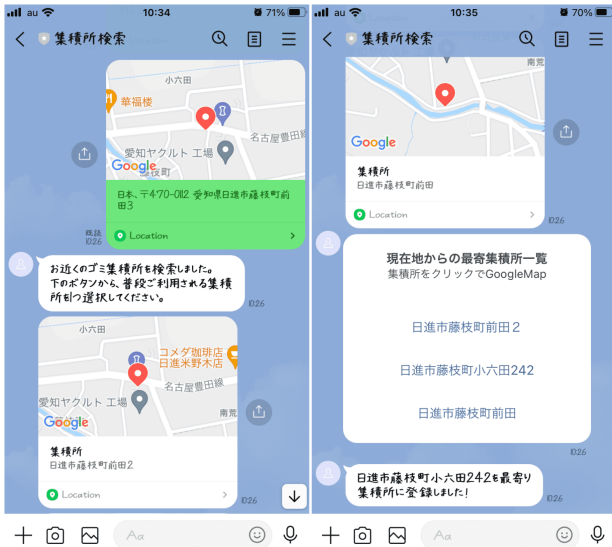 au
10:34
71%
集積所検索
小六田
華福楼
名古屋豊田線
愛知ヤクルト 工場
Google
藤枝町
日本、〒470-0112 愛知県日進市藤枝町前
田3
Location
既読
10:26
お近くのゴミ集積所を検索しました。
下のボタンから、普段ご利用される集積
所を1つ選択してください。
10:26
小六田
コメダ珈琲店
日進米野木店
名古屋豊田線
愛知ヤクルト 工場
南荒
Google
集積所
日進市藤枝町前田2
Location
10:26
Aa
au
10:35
70%
集積所検索
南荒
Google
集積所
日進市藤枝町前田
Location
10:26
現在地からの最寄集積所一覧
集積所をクリックでGoogleMap
日進市藤枝町前田2
日進市藤枝町小六田242
日進市藤枝町前田
10:26
日進市藤枝町小六田242を最寄り
集積所に登録しました!
10:26
Aa